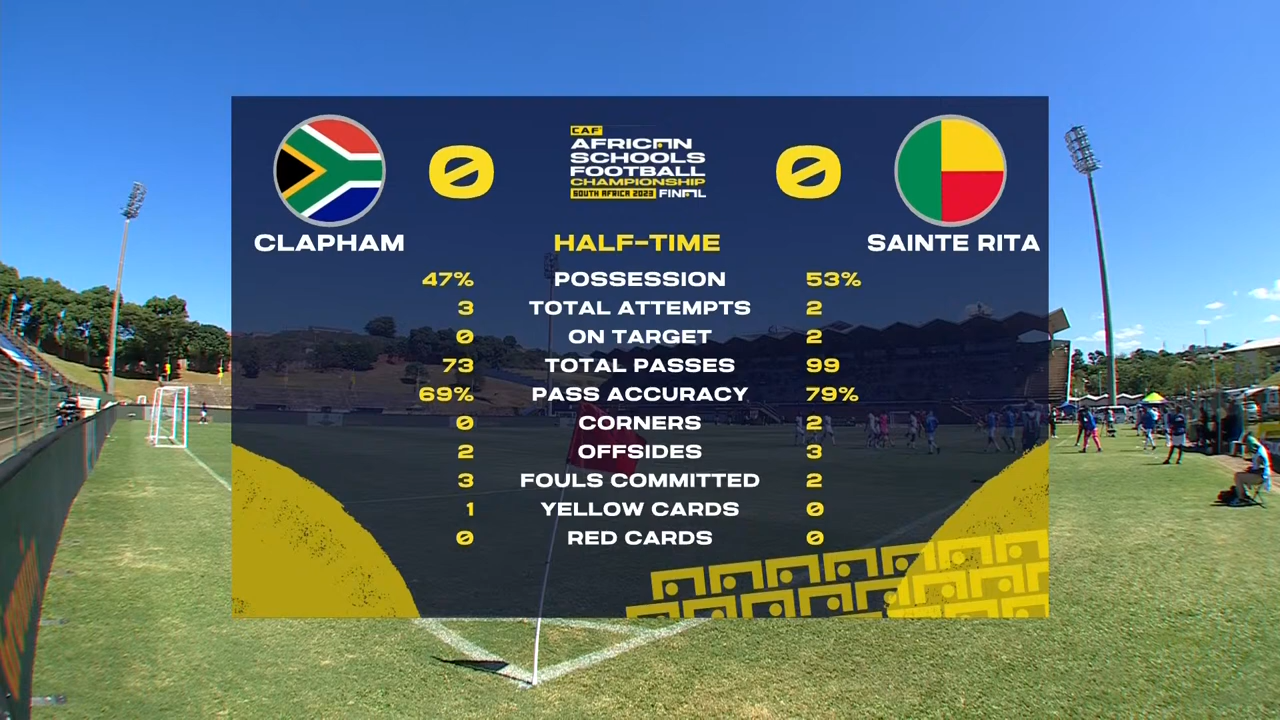 CAF
AFRICAN
SCHOOLS
FOOTBALL
CHAMPIONSHIP
SOUTH AFRICA 2023 FINAL
0 0
CLAPHAM HALF-TIME SAINTE RITA
47% POSSESSION 53%
3 TOTAL ATTEMPTS 2
0 ON TARGET 2
73 TOTAL PASSES 99
69% PASS ACCURACY 79%
0 CORNERS 2
2 OFFSIDES 3
3 FOULS COMMITTED 2
1 YELLOW CARDS 0
0 RED CARDS 0